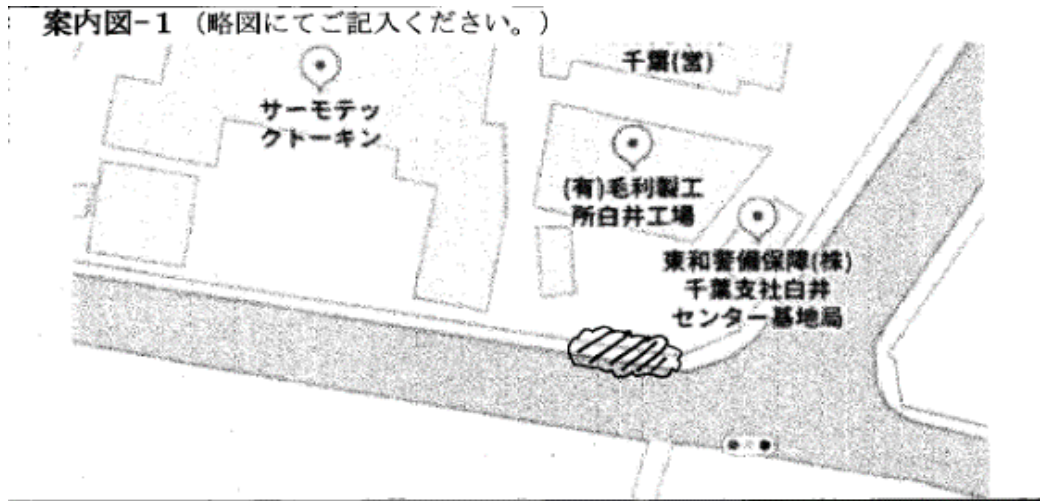 案内図-1 (略図にてご記入ください。)
千葉(営)
サーモテッ
クトーキン
(有)毛利製工
所白井工場
東和警備保障(株)
千葉支社白井
センター基地局